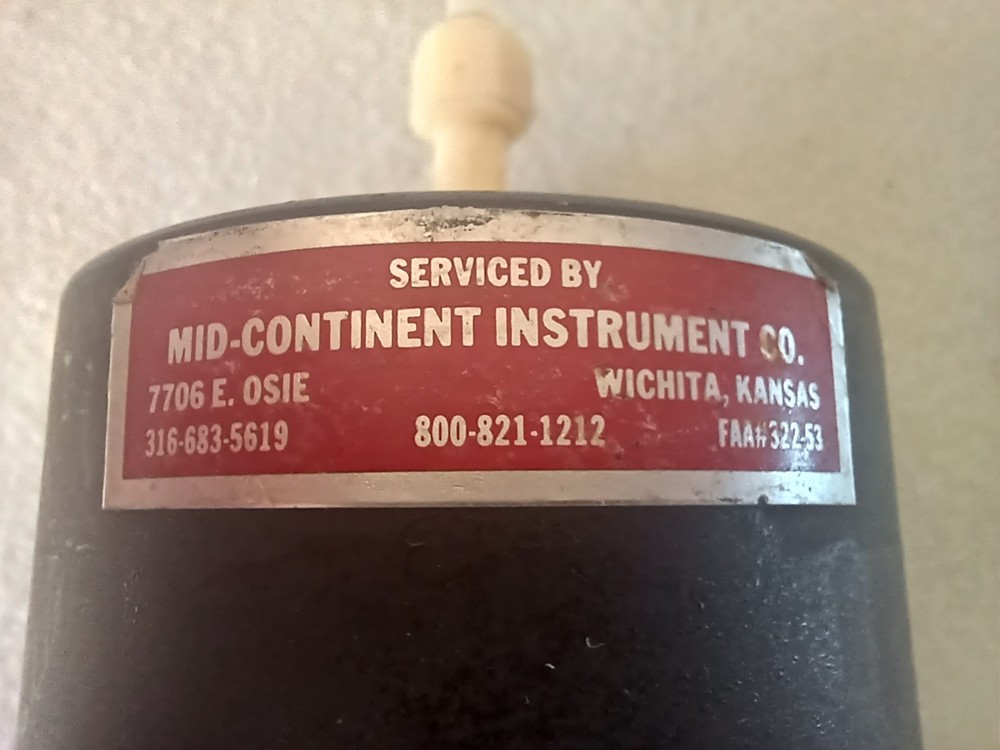 SERVICED BY
MID-CONTINENT INSTRUMENT CO.
7706 E. OSIE WICHITA, KANSAS
316-683-5619 800-821-1212 FAA#322-53